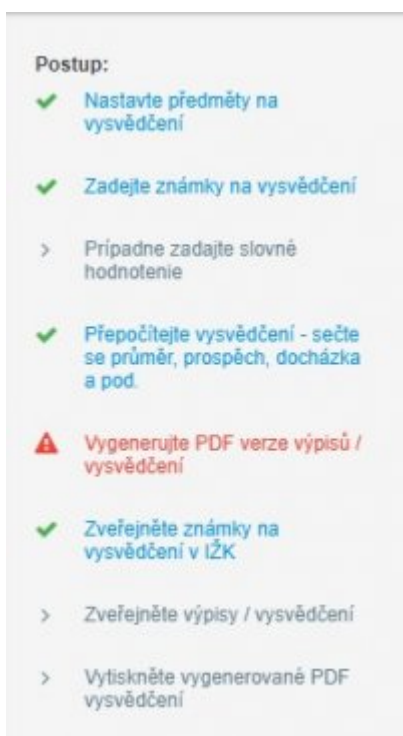 Postup:
Nastavte předměty na
vysvědčení
Zadejte známky na vysvědčení
Prípadne zadajte slovné
hodnotenie
Přepočítejte vysvědčení - sečte
se průměr, prospěch, docházka
a pod.
Vygenerujte PDF verze výpisů /
vysvědčení
Zveřejněte známky na
vysvědčení v IŽK
Zveřejněte výpisy / vysvědčení
Vytiskněte vygenerované PDF
vysvědčení